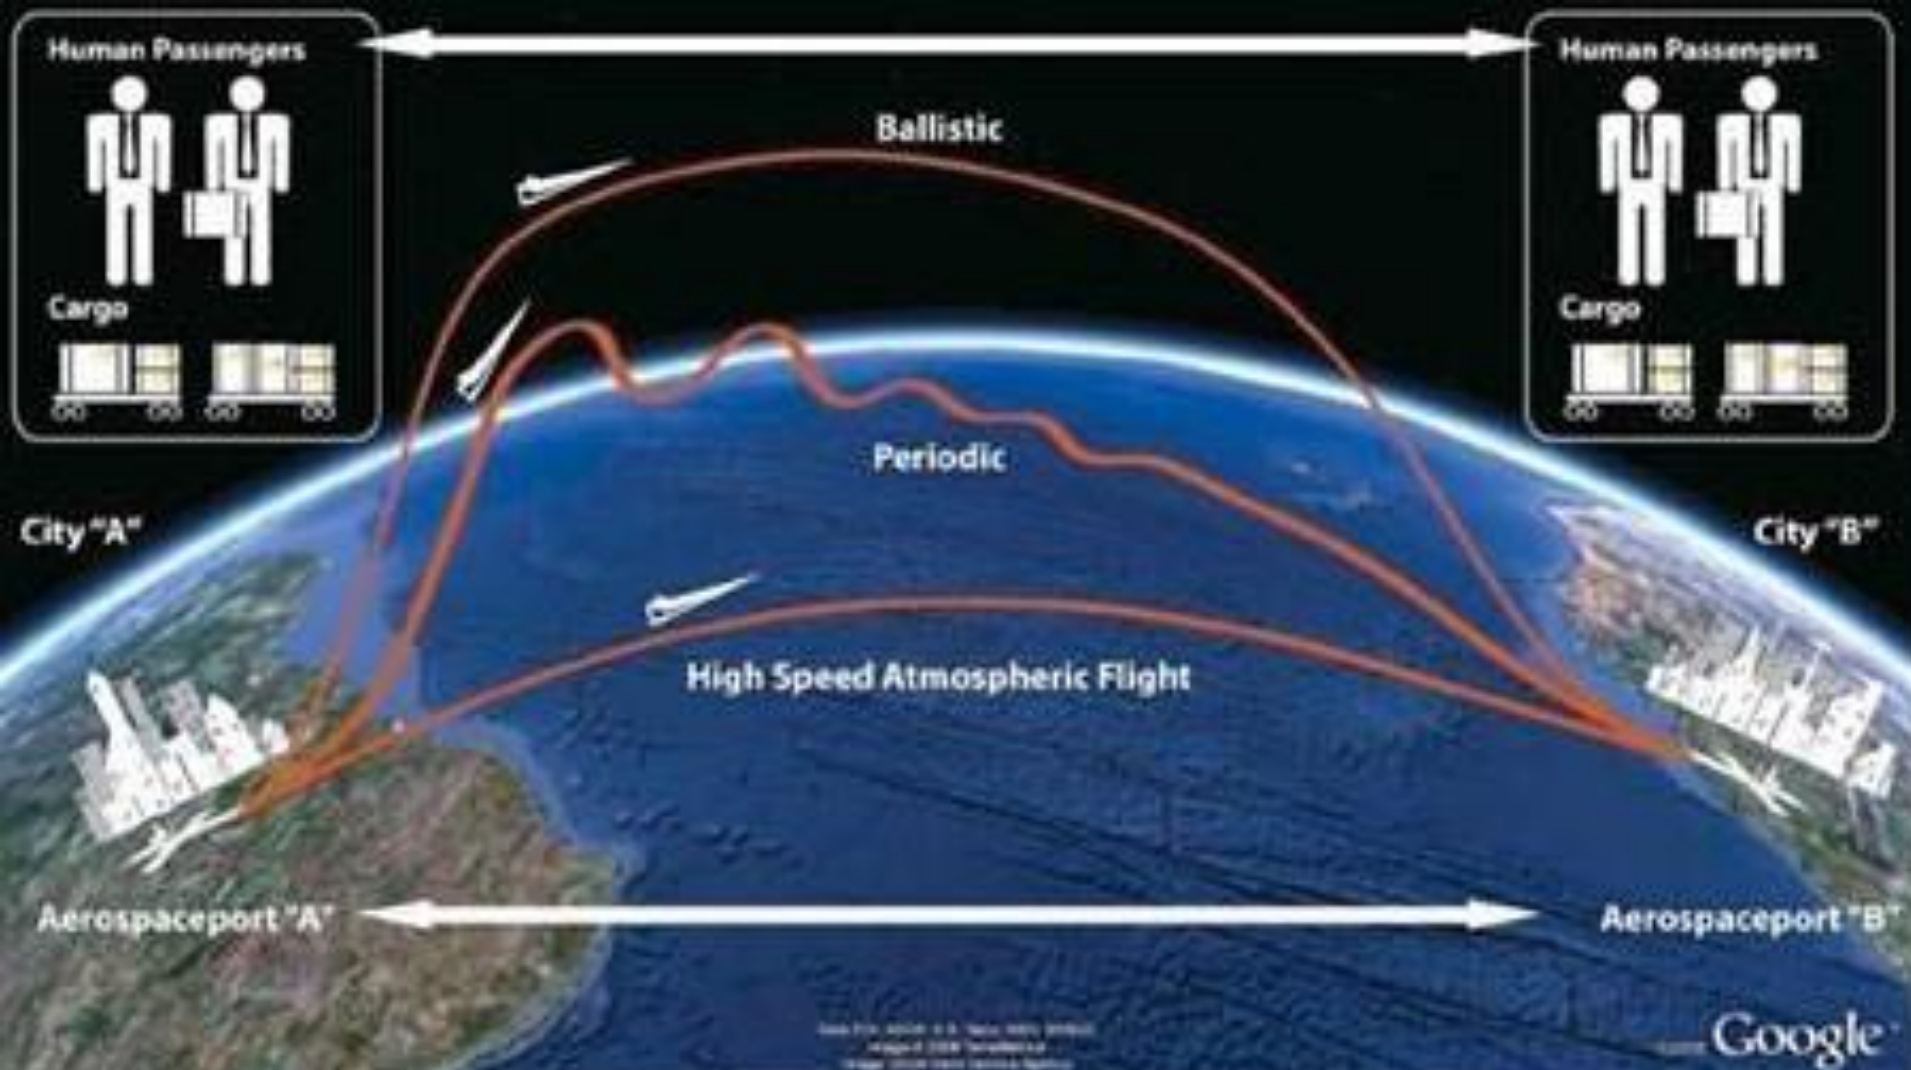 Human Passengers
Human Passengers
Ballistic
Cargo
Cargo
Periodic
City "A"
City "B"
High Speed Atmospheric Flight
Aerospaceport "A"
Aerospaceport "B"
Google